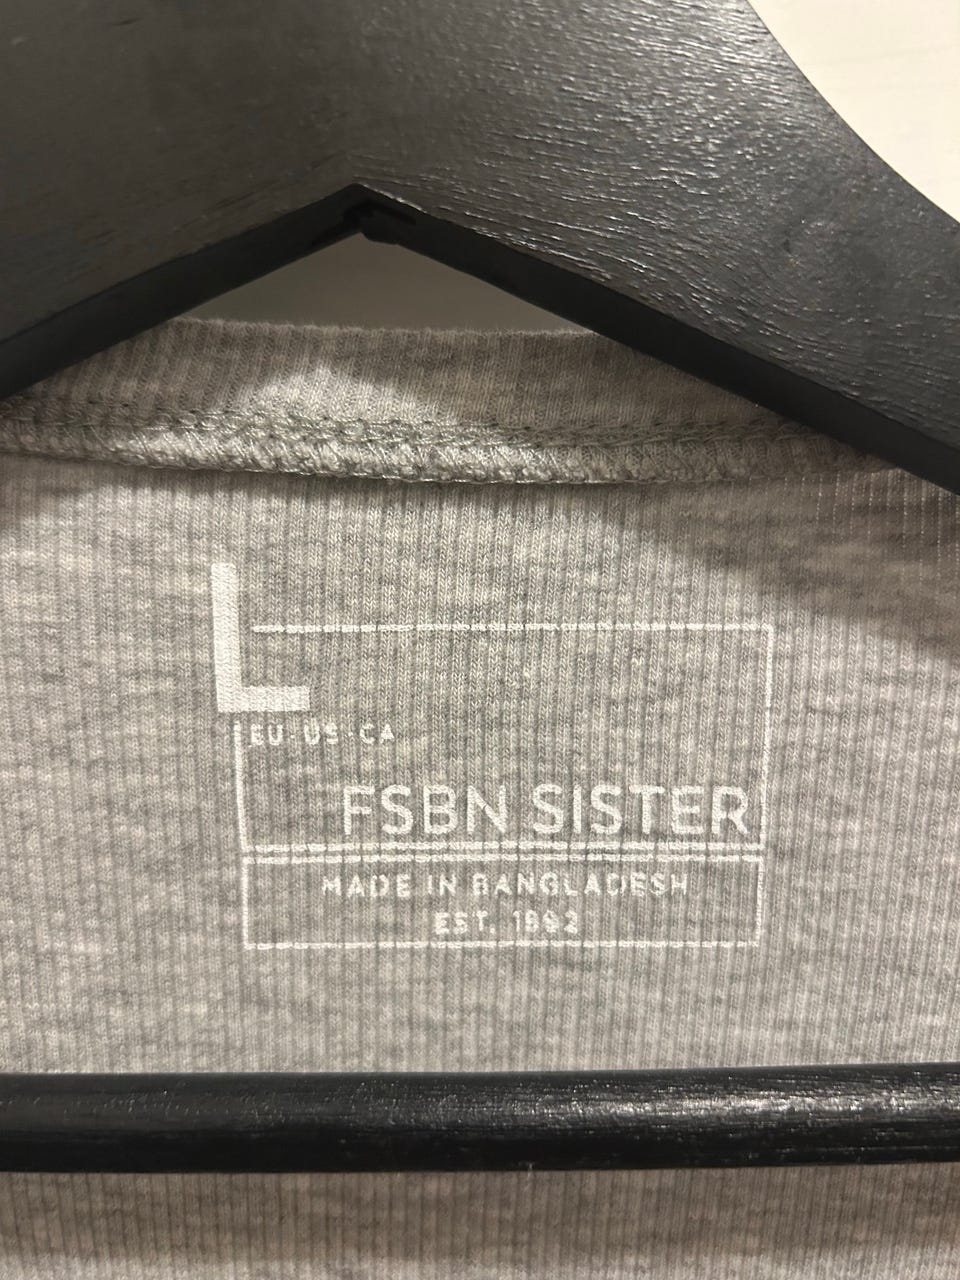 L
EU·US·CA
FSBN SISTER
MADE IN BANGLADESH
EST. 1992